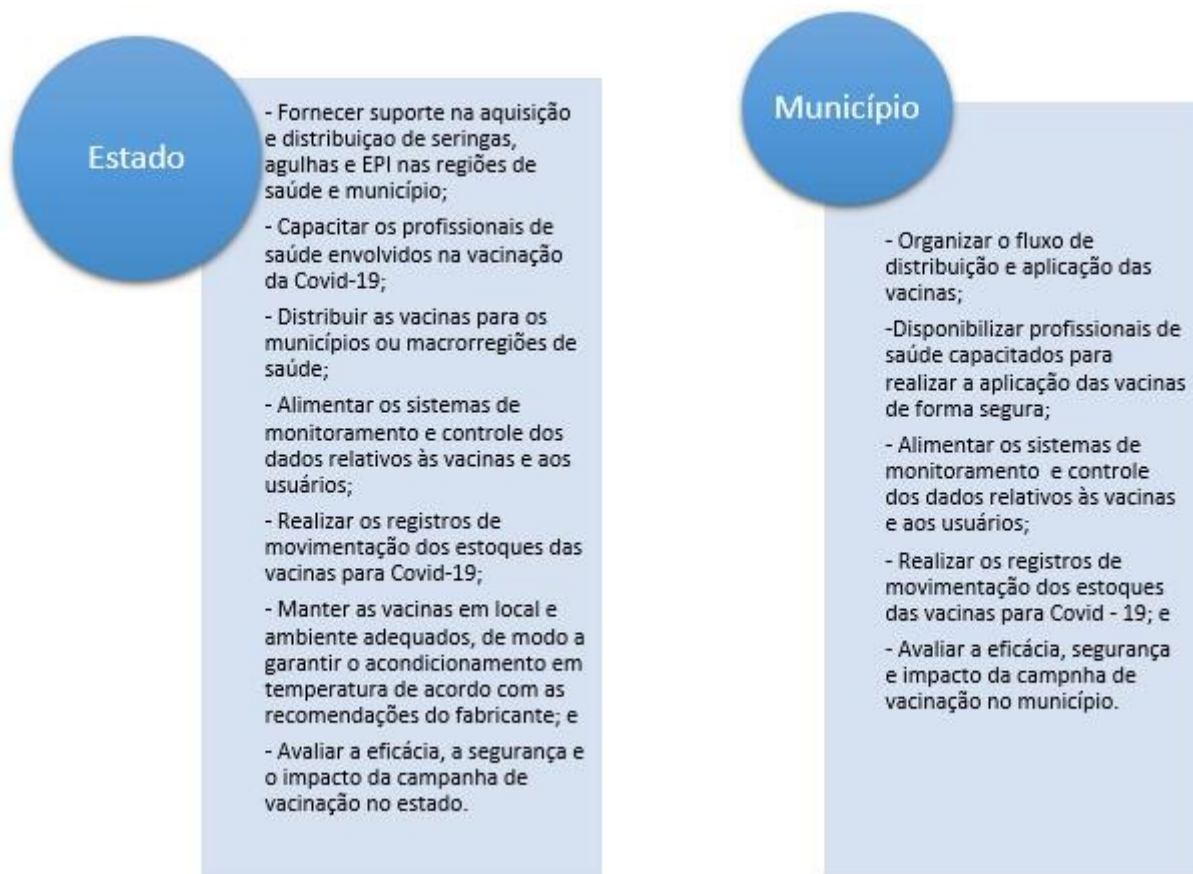 Estado
- Fornecer suporte na aquisição
e distribuiçao de seringas,
agulhas e EPI nas regiões de
saúde e município;
- Capacitar os profissionais de
saúde envolvidos na vacinação
da Covid-19;
- Distribuir as vacinas para os
municípios ou macrorregiões de
saúde;
- Alimentar os sistemas de
monitoramento e controle dos
dados relativos às vacinas e aos
usuários;
- Realizar os registros de
movimentação dos estoques das
vacinas para Covid-19;
- Manter as vacinas em local e
ambiente adequados, de modo a
garantir o acondicionamento em
temperatura de acordo com as
recomendações do fabricante; e
- Avaliar a eficácia, a segurança e
o impacto da campanha de
vacinação no estado.
Município
- Organizar o fluxo de
distribuição e aplicação das
vacinas;
-Disponibilizar profissionais de
saúde capacitados para
realizar a aplicação das vacinas
de forma segura;
- Alimentar os sistemas de
monitoramento  e controle
dos dados relativos às vacinas
e aos usuários;
- Realizar os registros de
movimentação dos estoques
das vacinas para Covid - 19; e
- Avaliar a eficácia, segurança
e impacto da campnha de
vacinação no município.